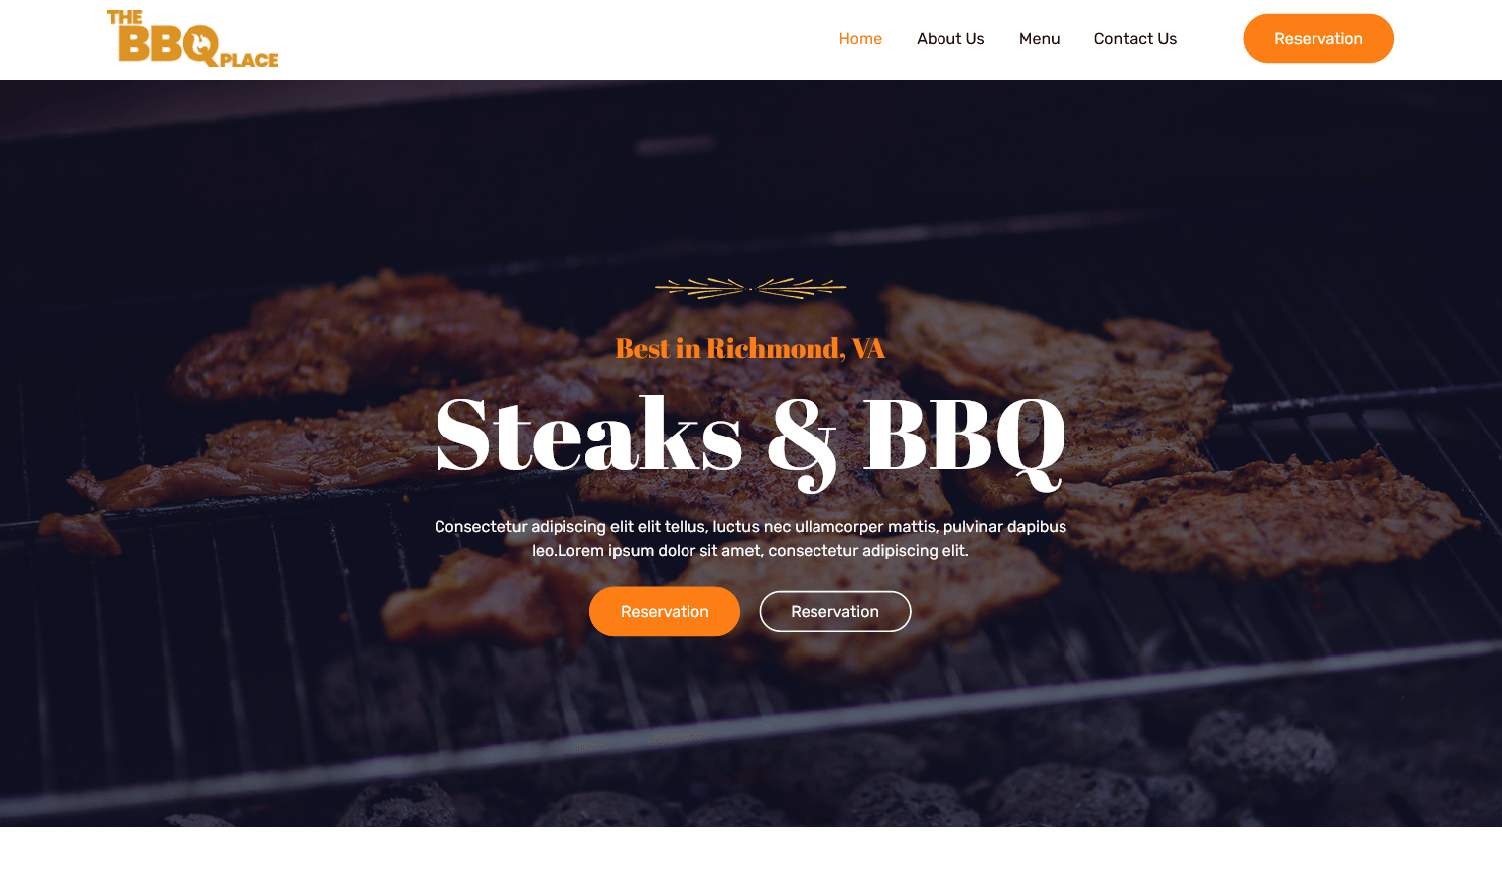 THE
BBQ PLACE
Home About Us Menu Contact Us Reservation
Best in Richmond, VA
Steaks & BBQ
Consectetur adipiscing elit elit tellus, luctus nec ullamcorper mattis, pulvinar dapibus
leo.Lorem ipsum dolor sit amet, consectetur adipiscing elit.
Reservation Reservation